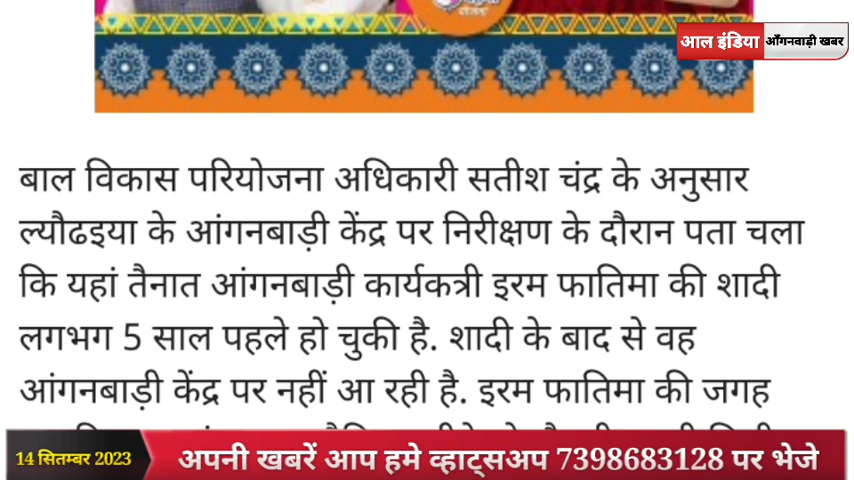 आल इंडिया आँगनवाड़ी खबर
बाल विकास परियोजना अधिकारी सतीश चंद्र के अनुसार
ल्यौढइया के आंगनबाड़ी केंद्र पर निरीक्षण के दौरान पता चला
कि यहां तैनात आंगनबाड़ी कार्यकत्री इरम फातिमा की शादी
लगभग 5 साल पहले हो चुकी है. शादी के बाद से वह
आंगनबाड़ी केंद्र पर नहीं आ रही है. इरम फातिमा की जगह
14 सितम्बर 2023 अपनी खबरें आप हमे व्हाट्सअप 7398683128 पर भेजे